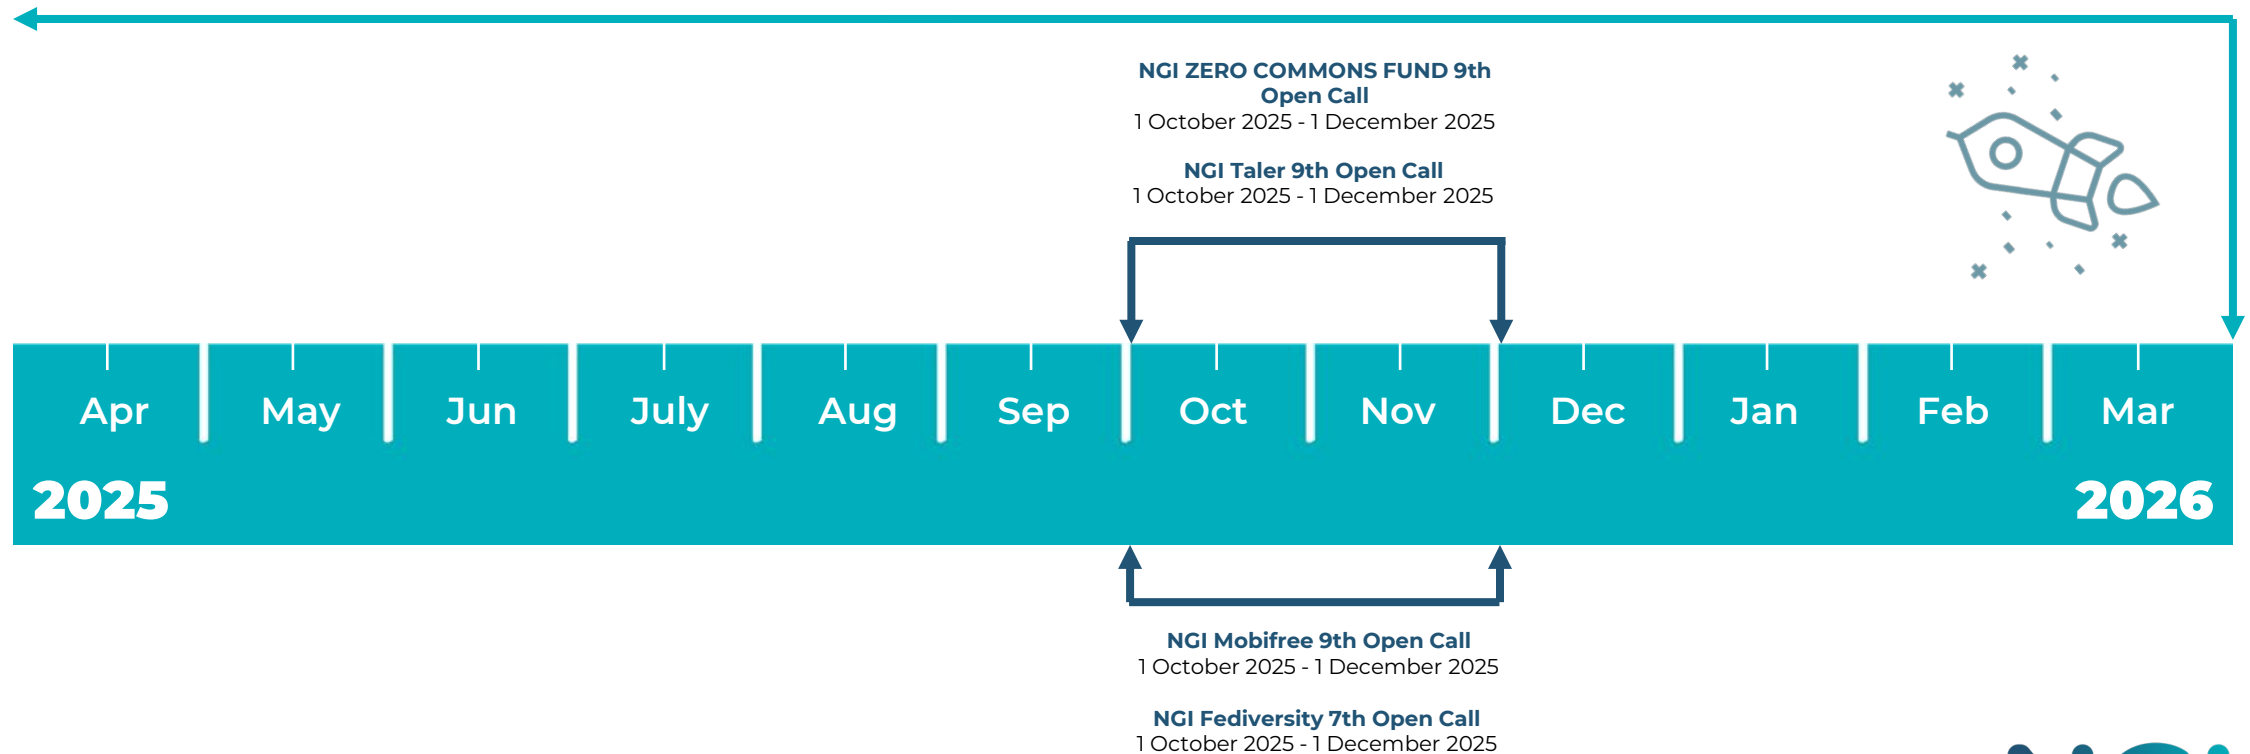 NGI ZERO COMMONS FUND 9th
Open Call
1 October 2025 - 1 December 2025
NGI Taler 9th Open Call
1 October 2025 - 1 December 2025
Apr May Jun July Aug Sep Oct Nov Dec Jan Feb Mar
2025 2026
NGI Mobifree 9th Open Call
1 October 2025 - 1 December 2025
NGI Fediversity 7th Open Call
1 October 2025 - 1 December 2025